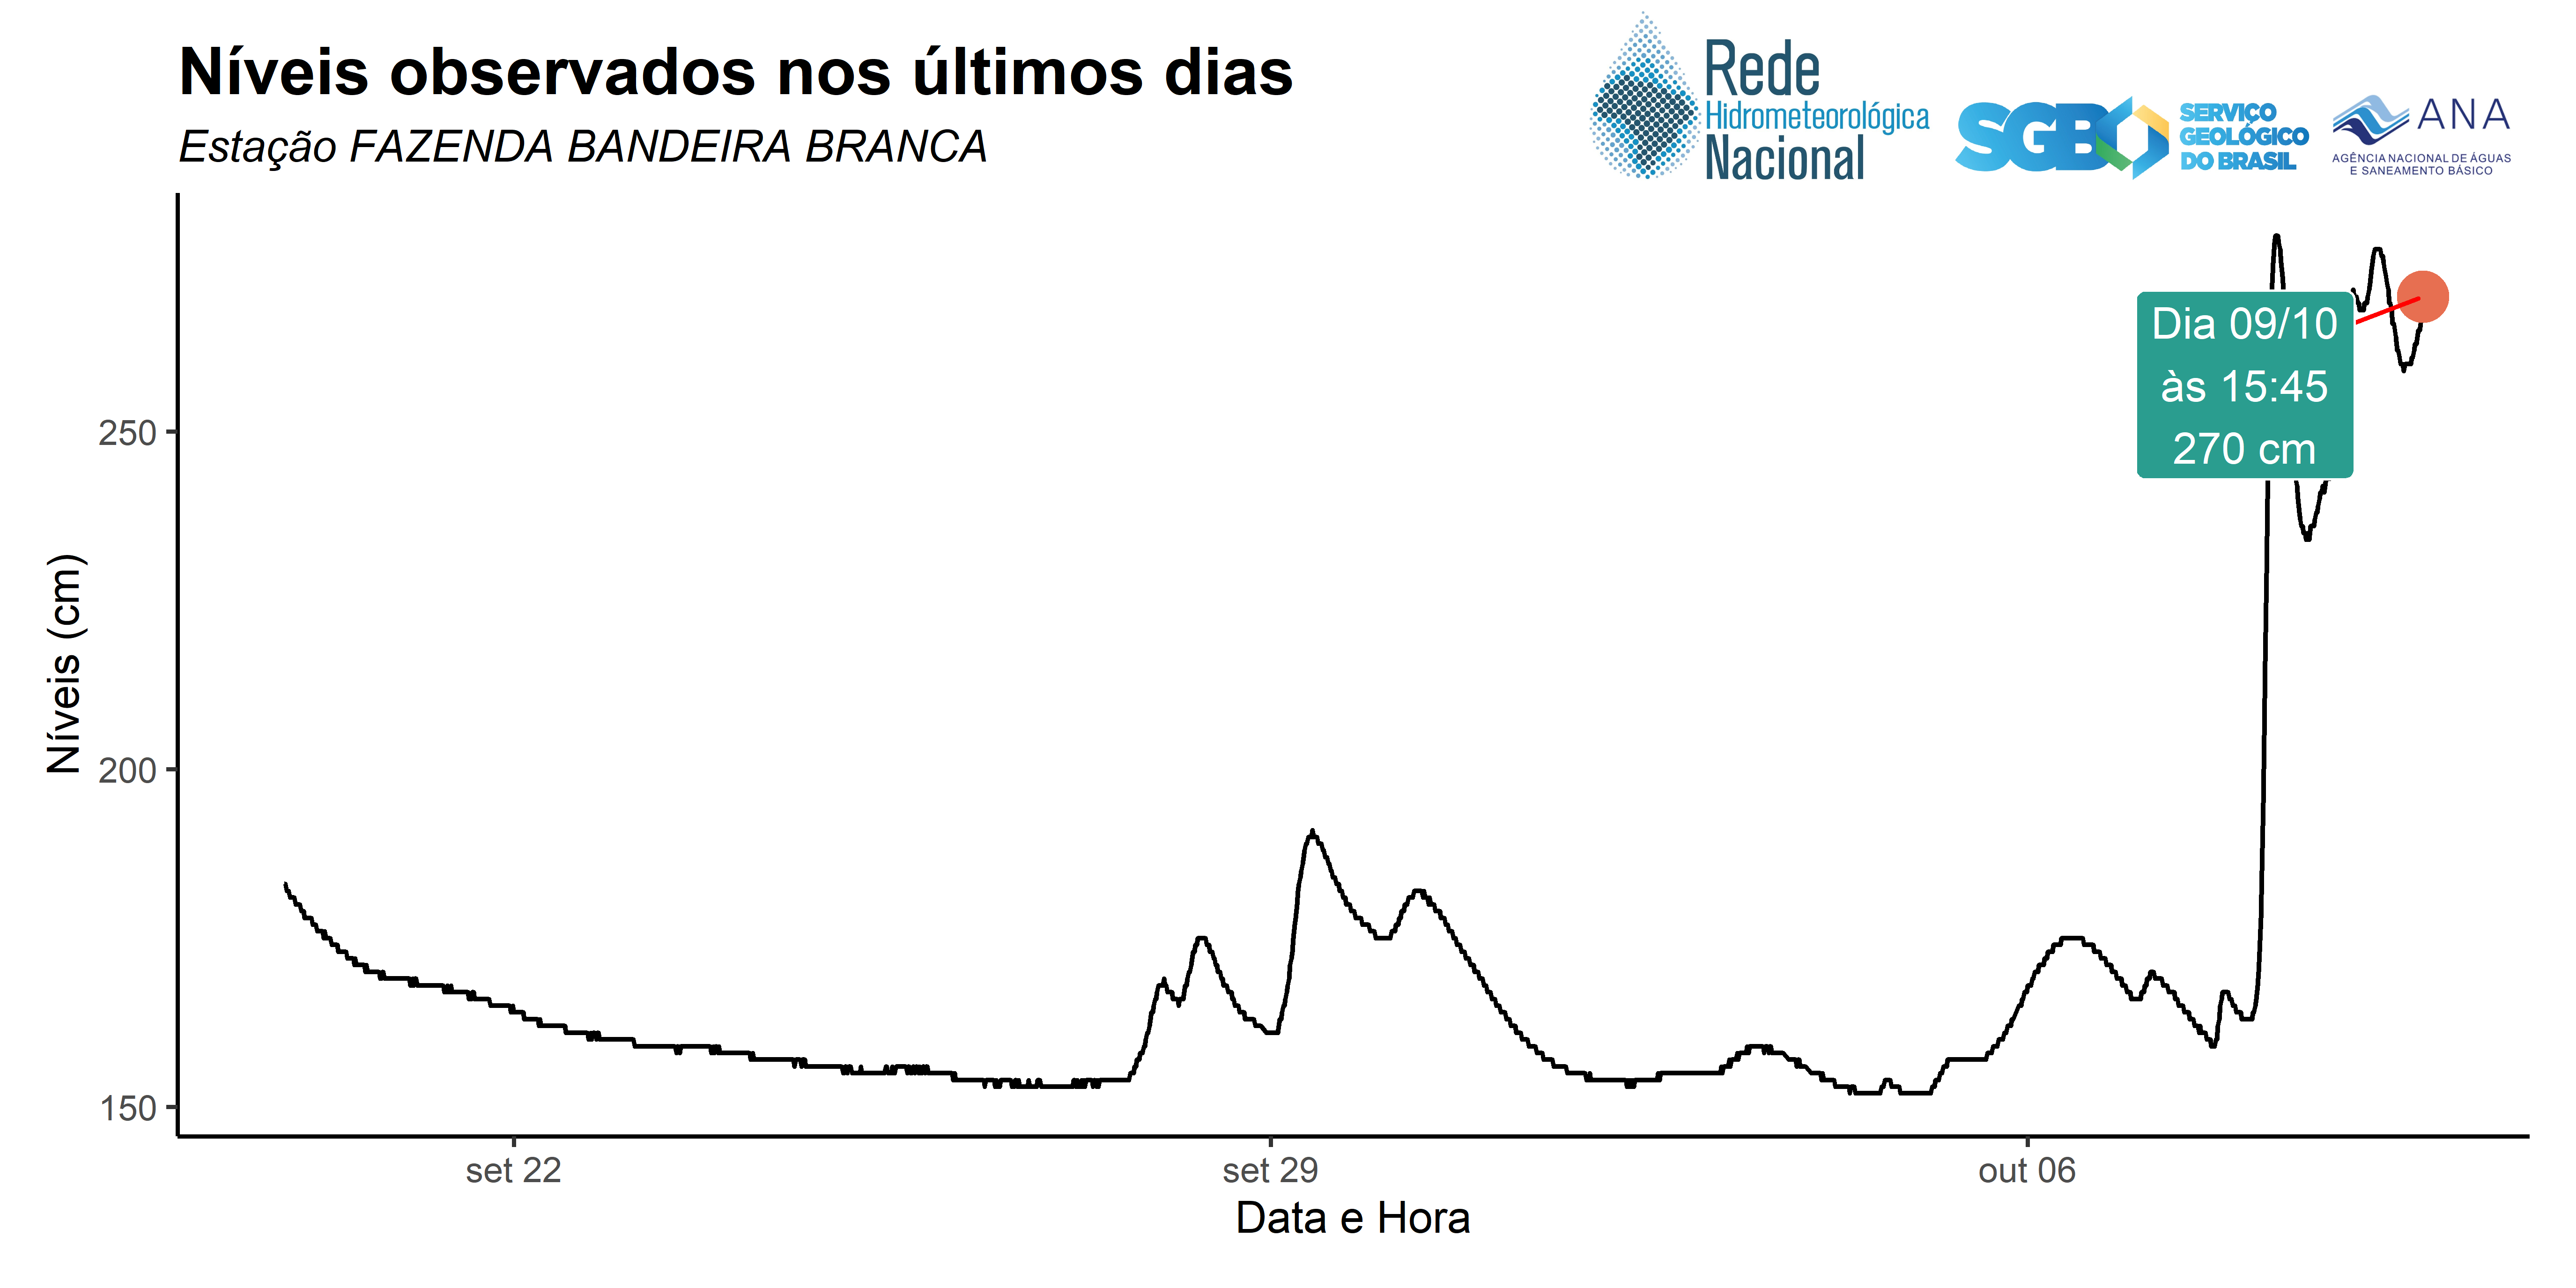 Níveis observados nos últimos dias
Estação FAZENDA BANDEIRA BRANCA
Rede
Hidrometeorológica
Nacional
SGB
SERVIÇO
GEOLÓGICO
DO BRASIL
ANA
AGÊNCIA NACIONAL DE ÁGUAS
E SANEAMENTO BÁSICO
Níveis (cm)
250
200
150
Dia 09/10
às 15:45
270 cm
set 22
set 29
out 06
Data e Hora